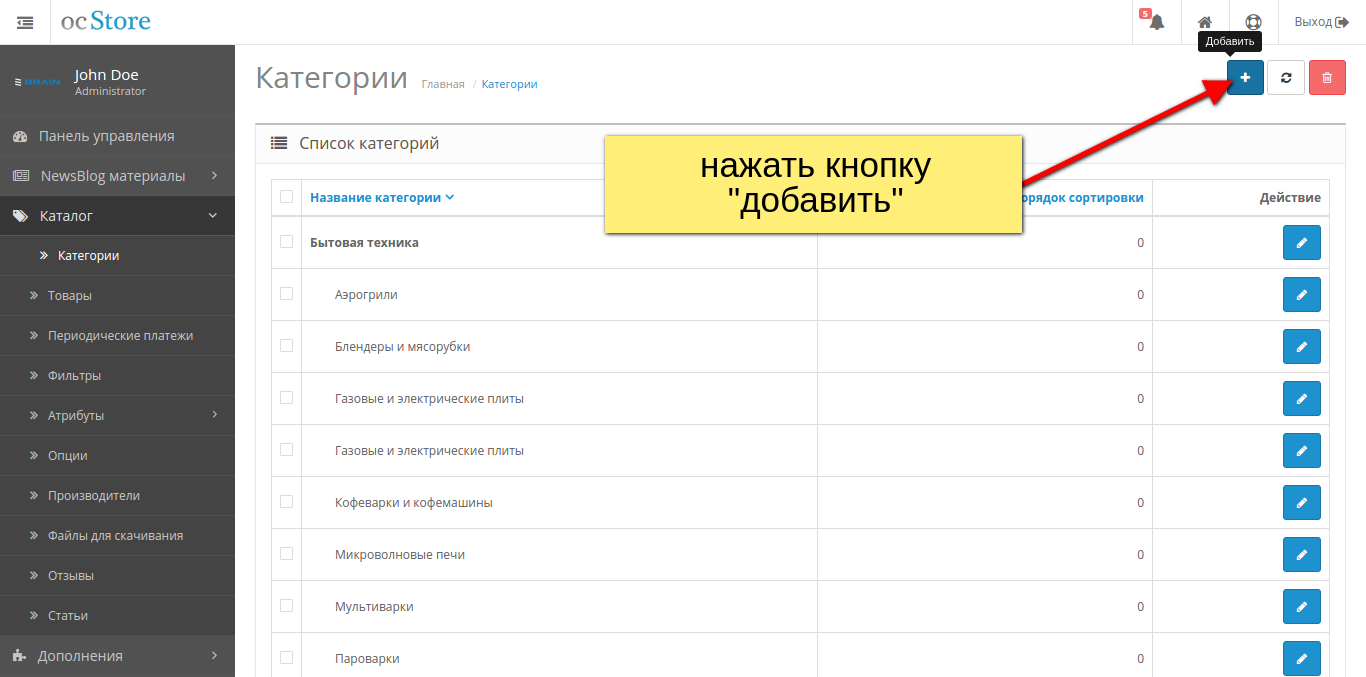 ocStore
5
Выход
Добавить
BRAIN
John Doe
Administrator
Категории
Главная / Категории
Панель управления
NewsBlog материалы
Каталог
Категории
Товары
Периодические платежи
Фильтры
Атрибуты
Опции
Производители
Файлы для скачивания
Отзывы
Статьи
Дополнения
Список категорий
нажать кнопку
"добавить"
Название категории орядок сортировки Действие
Бытовая техника 0
Аэрогрили 0
Блендеры и мясорубки 0
Газовые и электрические плиты 0
Газовые и электрические плиты 0
Кофеварки и кофемашины 0
Микроволновые печи 0
Мультиварки 0
Пароварки 0